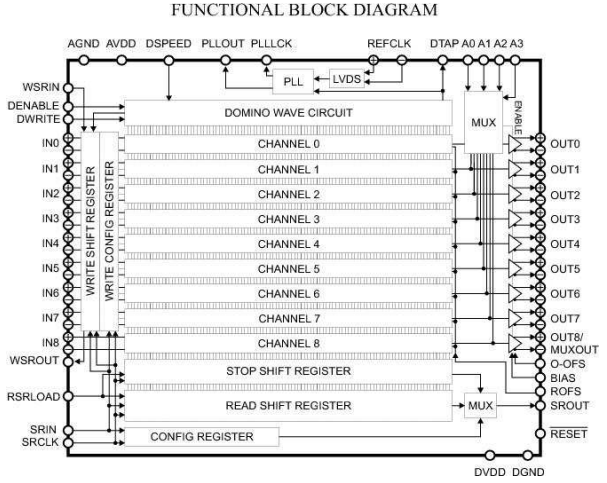 FUNCTIONAL BLOCK DIAGRAM
AGND AVDD DSPEED PLLOUT PLLLCK REFCLK DTAP A0 A1 A2 A3
WSRIN
PLL
LVDS
DENABLE
DWRITE
DOMINO WAVE CIRCUIT
MUX
ENABLE
IN0
CHANNEL 0
OUT0
IN1
CHANNEL 1
OUT1
IN2
CHANNEL 2
OUT2
IN3
CHANNEL 3
OUT3
IN4
CHANNEL 4
OUT4
IN5
CHANNEL 5
OUT5
IN6
CHANNEL 6
OUT6
IN7
CHANNEL 7
OUT7
IN8
CHANNEL 8
OUT8/
MUXOUT
WRITE SHIFT REGISTER
WRITE CONFIG REGISTER
WSROUT
STOP SHIFT REGISTER
O-OFS
BIAS
ROFS
RSRLOAD
READ SHIFT REGISTER
MUX
SROUT
SRIN
SRCLK
CONFIG REGISTER
RESET
DVDD DGND